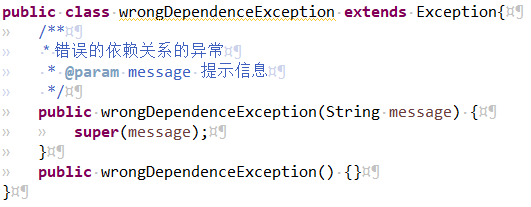 public class wrongDependenceException extends Exception{
/**
* 错误的依赖关系的异常
* @param message 提示信息
*/
public wrongDependenceException(String message) {
super(message);
}
public wrongDependenceException() {}
}